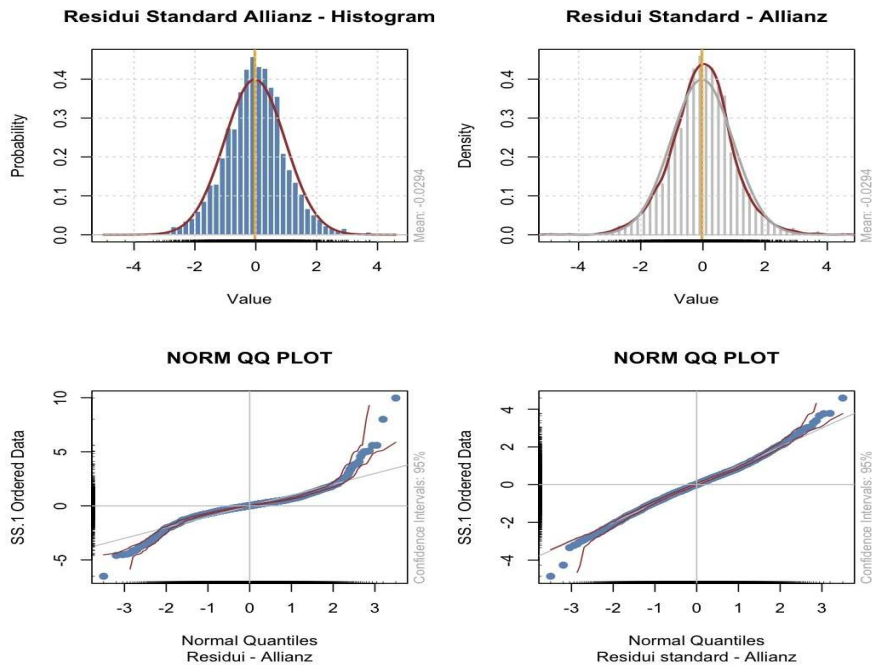 Residui Standard Allianz - Histogram
Probability
0.0 0.1 0.2 0.3 0.4
-4 -2 0 2 4
Value
Mean: -0.0294
Residui Standard - Allianz
Density
0.0 0.1 0.2 0.3 0.4
-4 -2 0 2 4
Value
Mean: -0.0294
NORM QQ PLOT
SS.1 Ordered Data
-5 0 5 10
-3 -2 -1 0 1 2 3
Normal Quantiles
Residui - Allianz
Confidence Intervals: 95%
NORM QQ PLOT
SS.1 Ordered Data
-4 -2 0 2 4
-3 -2 -1 0 1 2 3
Normal Quantiles
Residui standard - Allianz
Confidence Intervals: 95%